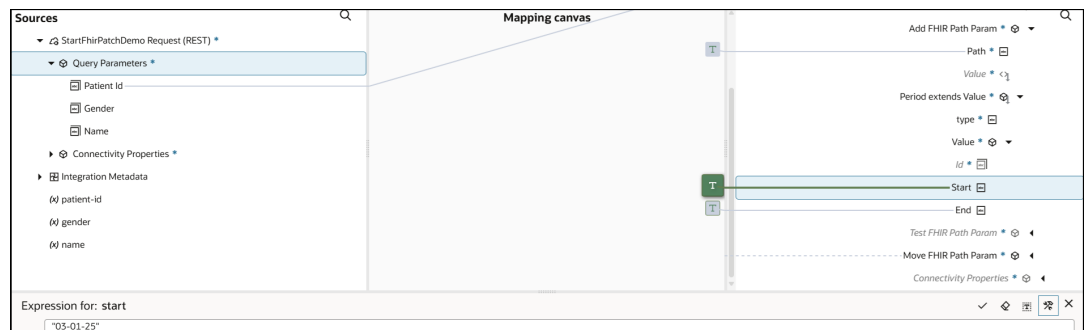 Sources
Mapping canvas
StartFhirPatchDemo Request (REST) *
Query Parameters *
Patient Id
Gender
Name
Connectivity Properties *
Integration Metadata
(x) patient-id
(x) gender
(x) name
T
T
T
Add FHIR Path Param *
Path *
Value *
Period extends Value *
type *
Value *
Id *
Start
End
Test FHIR Path Param *
Move FHIR Path Param *
Connectivity Properties *
Expression for: start
"03-01-25"